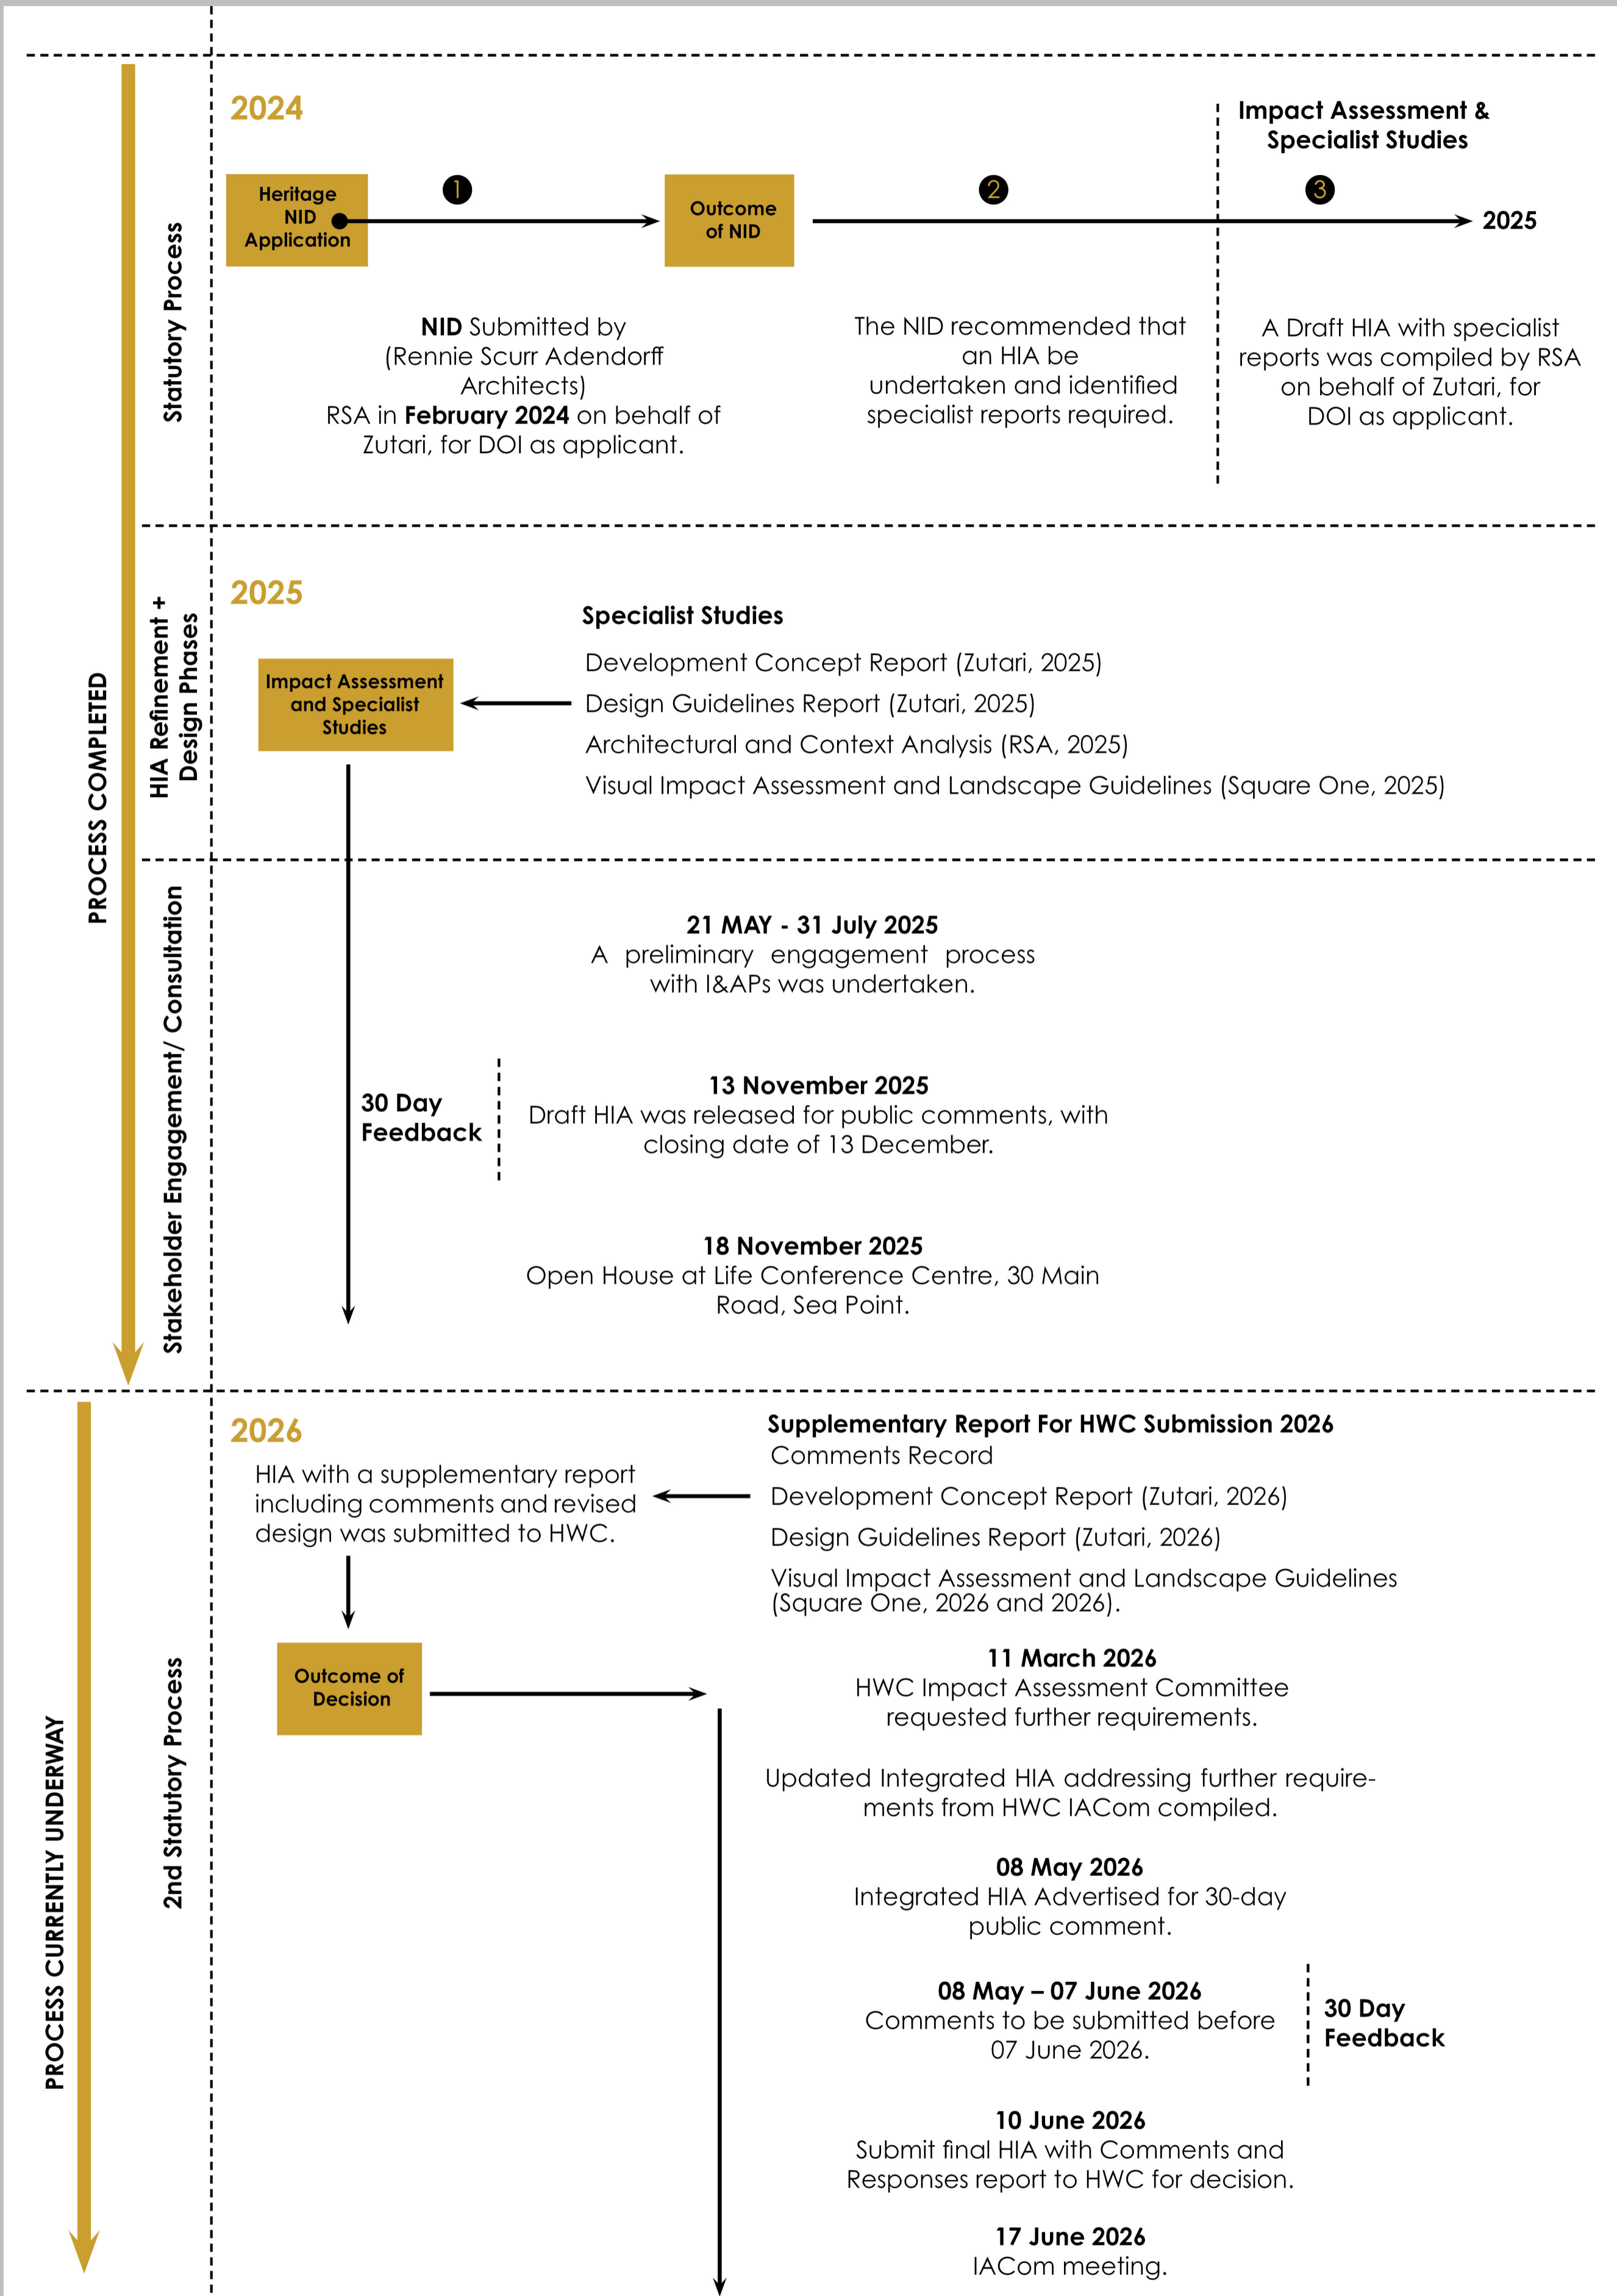 2024
Impact Assessment &
Specialist Studies
Heritage
NID
Application
1
Outcome
of NID
2
3
2025
Statutory Process
NID Submitted by
(Rennie Scurr Adendorff
Architects)
RSA in February 2024 on behalf of
Zutari, for DOI as applicant.
The NID recommended that
an HIA be
undertaken and identified
specialist reports required.
A Draft HIA with specialist
reports was compiled by RSA
on behalf of Zutari, for
DOI as applicant.
PROCESS COMPLETED
HIA Refinement +
Design Phases
2025
Specialist Studies
Impact Assessment
and Specialist
Studies
Development Concept Report (Zutari, 2025)
Design Guidelines Report (Zutari, 2025)
Architectural and Context Analysis (RSA, 2025)
Visual Impact Assessment and Landscape Guidelines (Square One, 2025)
Stakeholder Engagement/ Consultation
21 MAY - 31 July 2025
A preliminary engagement process
with I&APs was undertaken.
30 Day
Feedback
13 November 2025
Draft HIA was released for public comments, with
closing date of 13 December.
18 November 2025
Open House at Life Conference Centre, 30 Main
Road, Sea Point.
PROCESS CURRENTLY UNDERWAY
2nd Statutory Process
2026
HIA with a supplementary report
including comments and revised
design was submitted to HWC.
Supplementary Report For HWC Submission 2026
Comments Record
Development Concept Report (Zutari, 2026)
Design Guidelines Report (Zutari, 2026)
Visual Impact Assessment and Landscape Guidelines
(Square One, 2026 and 2026).
Outcome of
Decision
11 March 2026
HWC Impact Assessment Committee
requested further requirements.
Updated Integrated HIA addressing further require-
ments from HWC IACom compiled.
08 May 2026
Integrated HIA Advertised for 30-day
public comment.
08 May – 07 June 2026
Comments to be submitted before
07 June 2026.
30 Day
Feedback
10 June 2026
Submit final HIA with Comments and
Responses report to HWC for decision.
17 June 2026
IACom meeting.